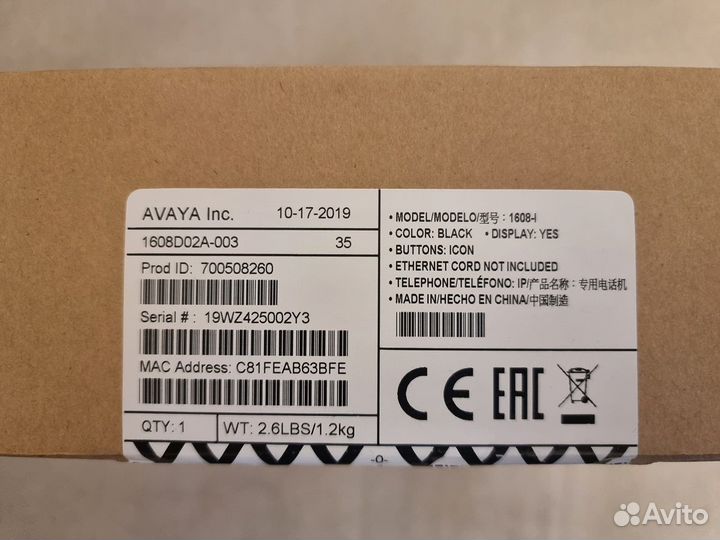 AVAYA Inc. 10-17-2019
1608D02A-003 35
Prod ID: 700508260
Serial # : 19WZ425002Y3
MAC Address: C81FEAB63BFE
QTY: 1 WT: 2.6LBS/1.2kg
• MODEL/MODELO/型号: 1608-I
• COLOR: BLACK • DISPLAY: YES
• BUTTONS: ICON
• ETHERNET CORD NOT INCLUDED
• TELEPHONE/TELÉFONO: IP/产品名称: 专用电话机
• MADE IN/HECHO EN CHINA/中国制造
CE EAC
-0-
Avito